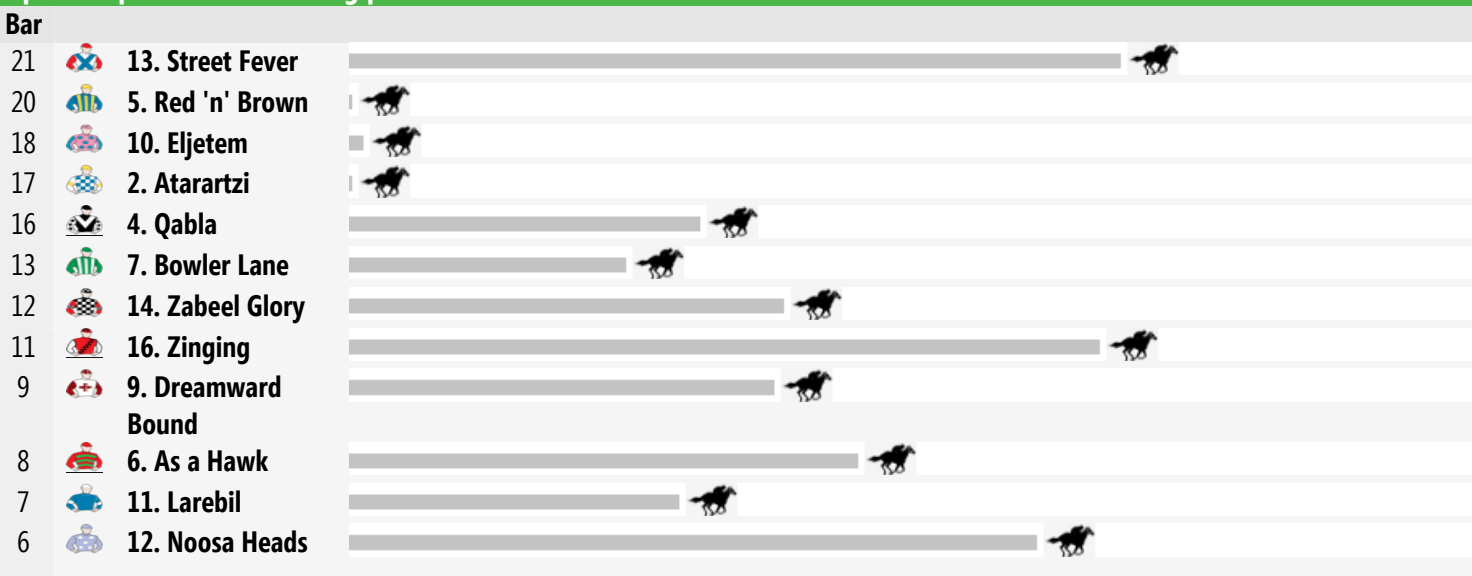 Bar
21 13. Street Fever
20 5. Red 'n' Brown
18 10. Eljetem
17 2. Atarartzi
16 4. Qabla
13 7. Bowler Lane
12 14. Zabeel Glory
11 16. Zinging
9 9. Dreamward
Bound
8 6. As a Hawk
7 11. Larebil
6 12. Noosa Heads